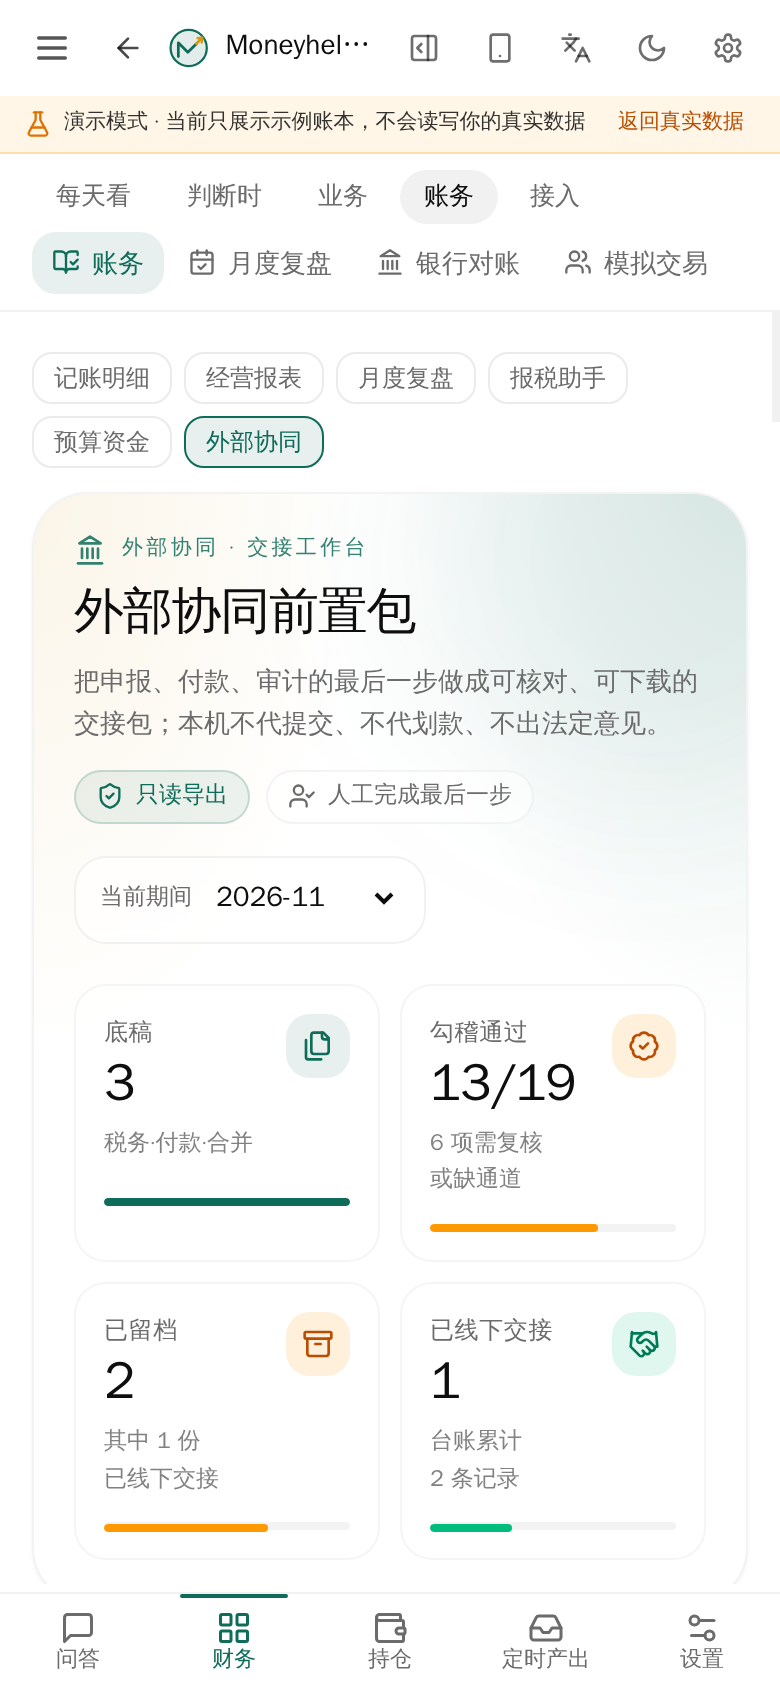 Moneyhel···
演示模式 · 当前只展示示例账本，不会读写你的真实数据 返回真实数据
每天看 判断时 业务 账务 接入
账务 月度复盘 银行对账 模拟交易
记账明细 经营报表 月度复盘 报税助手
预算资金 外部协同
外部协同 · 交接工作台
外部协同前置包
把申报、付款、审计的最后一步做成可核对、可下载的
交接包；本机不代提交、不代划款、不出法定意见。
只读导出 人工完成最后一步
当前期间 2026-11
底稿
3
税务·付款·合并
勾稽通过
13/19
6 项需复核
或缺通道
已留档
2
其中 1 份
已线下交接
已线下交接
1
台账累计
2 条记录
问答 财务 持仓 定时产出 设置